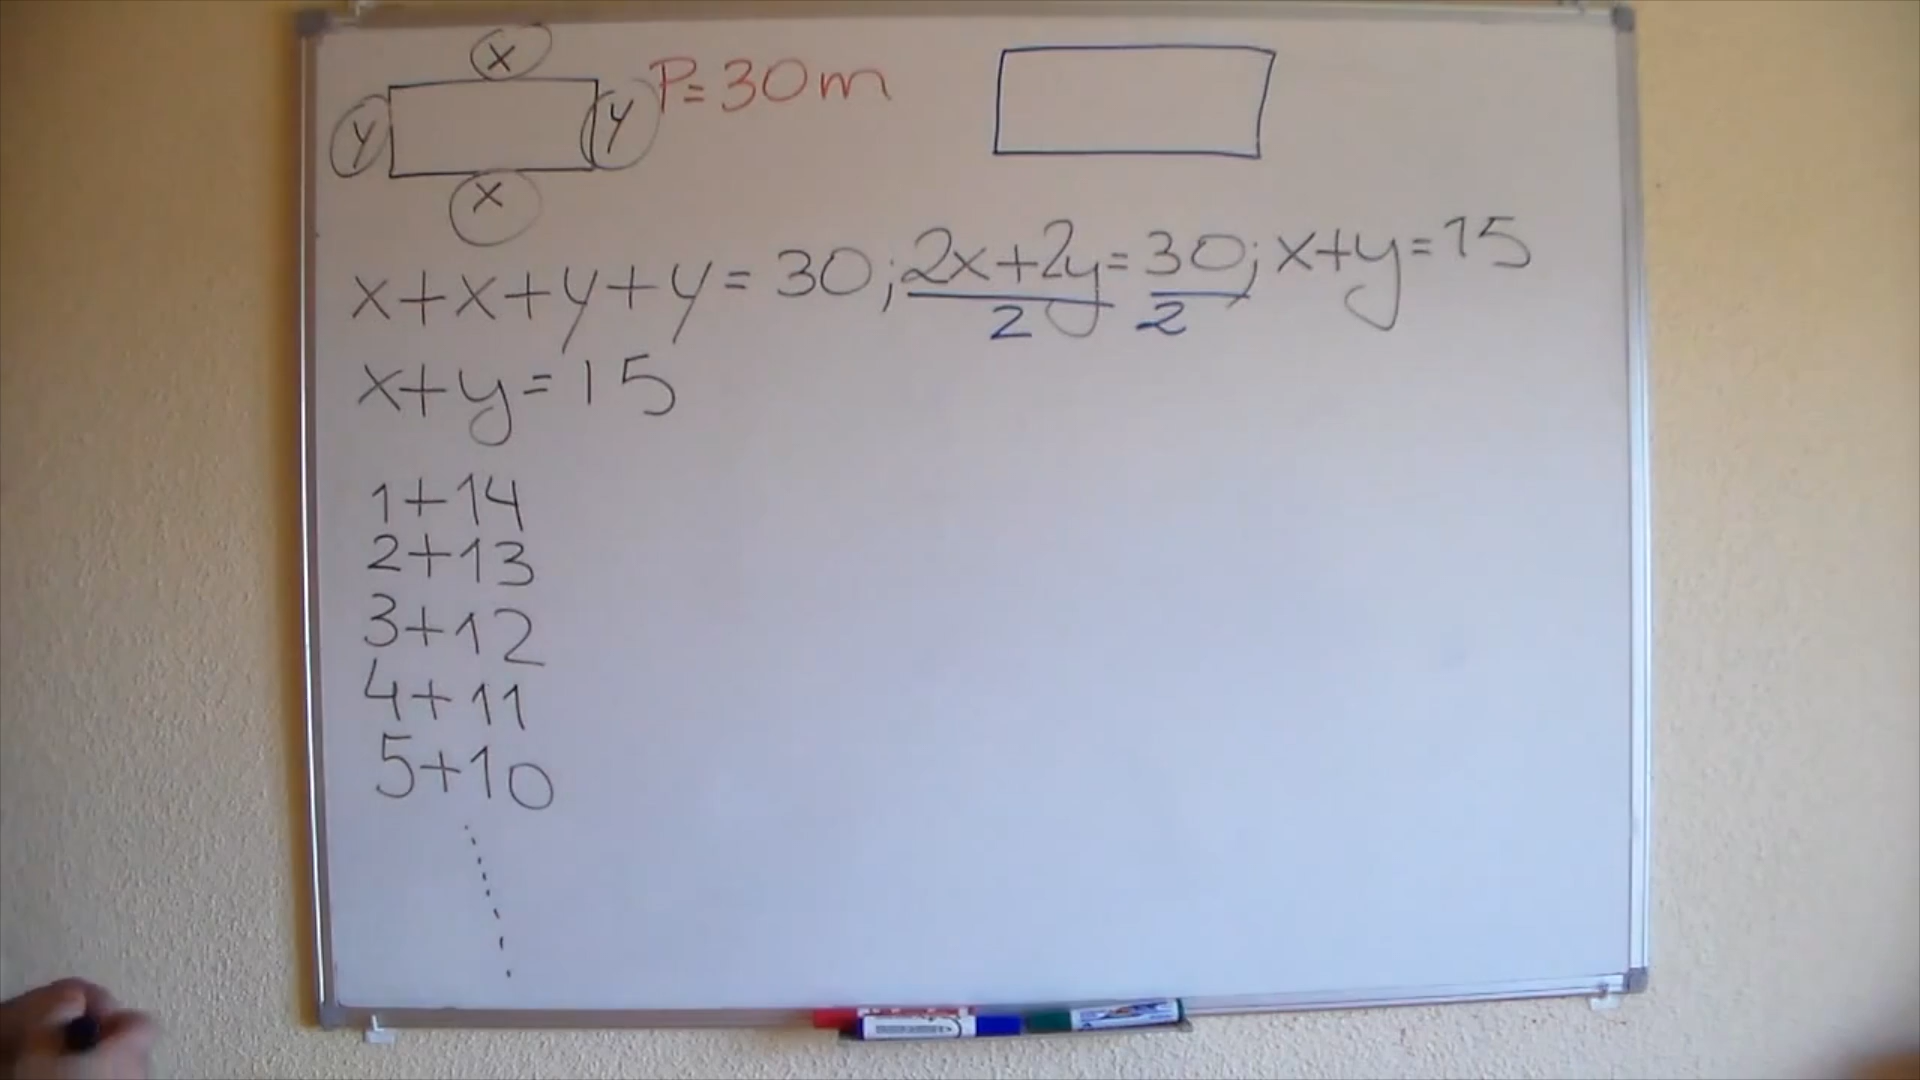 x
y
y
P=30m
x
x+x+y+y=30; 2x+2y/2=30/2; x+y=15
x+y=15
1+14
2+13
3+12
4+11
5+10